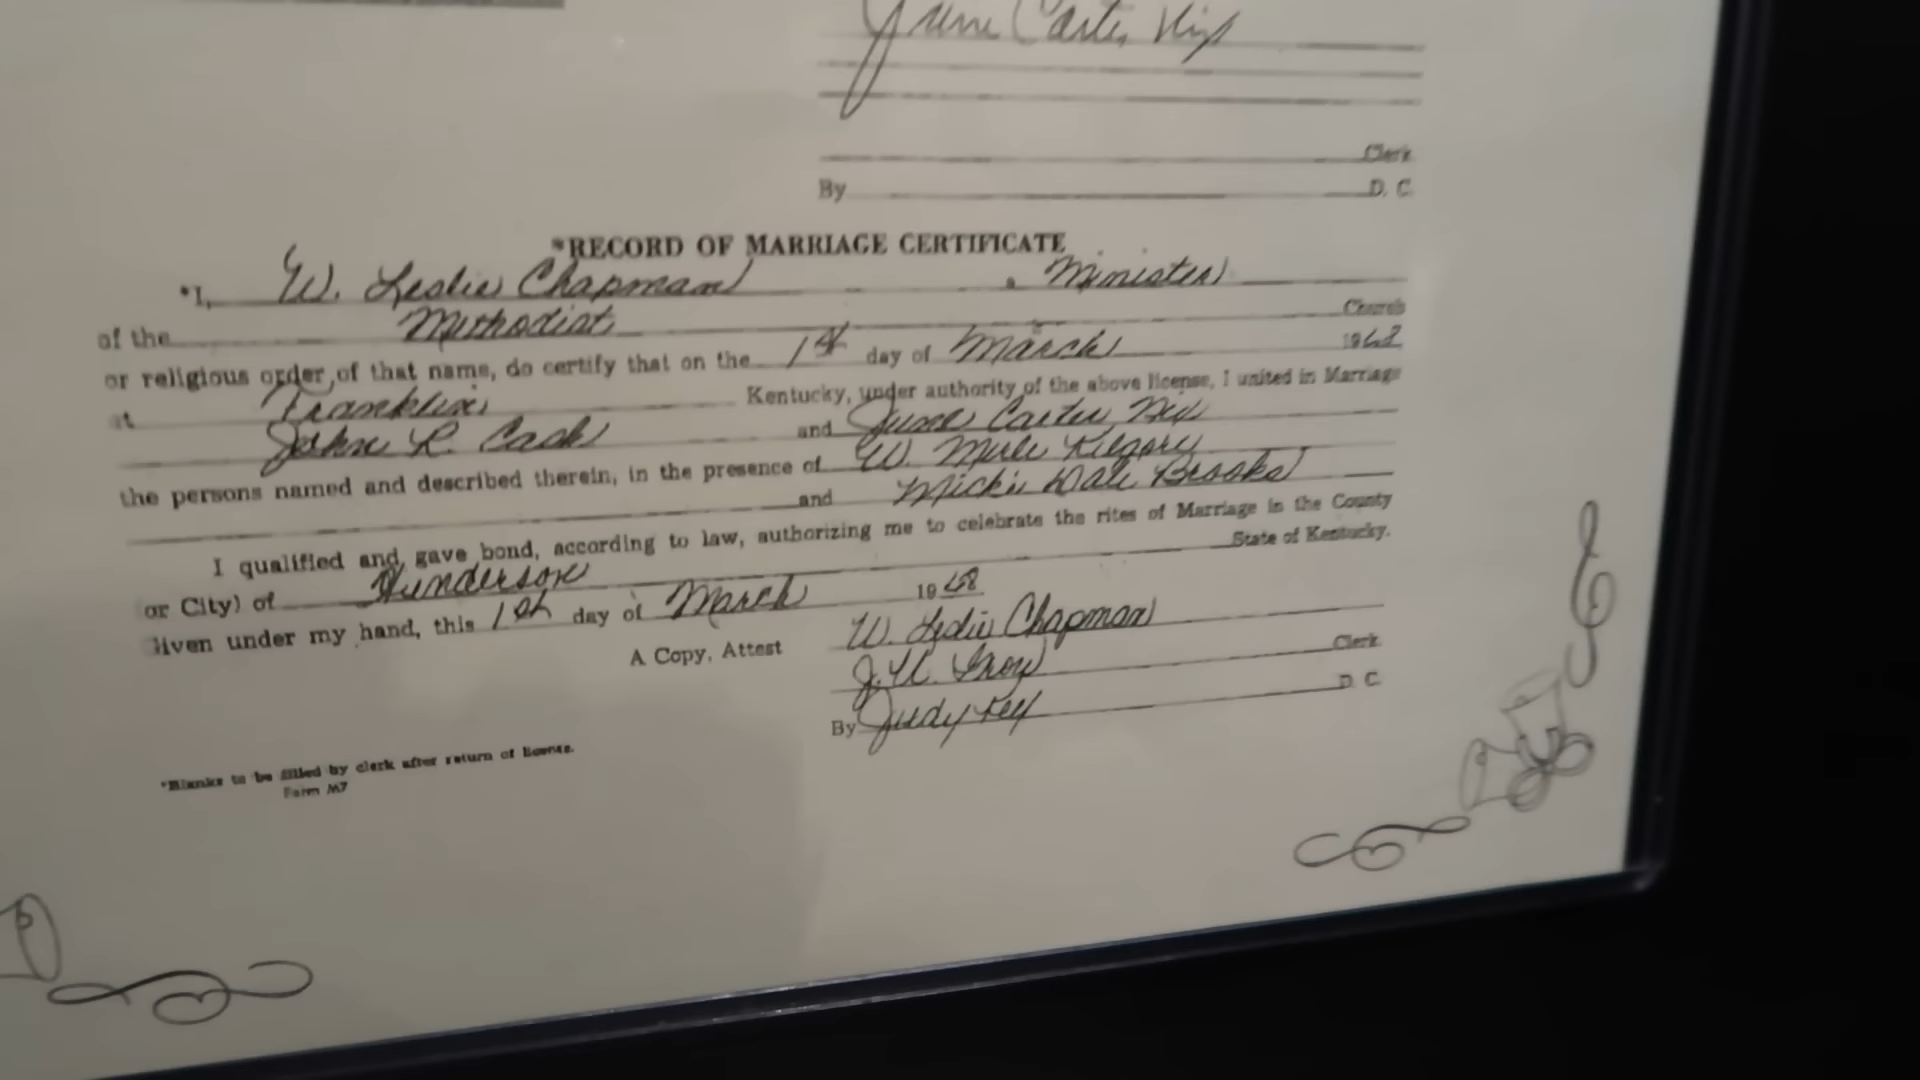 June Carter Nix
Clerk
By D. C.
*RECORD OF MARRIAGE CERTIFICATE
*I, W. Leslie Chapman, Minister
of the Methodist Church
or religious order of that name, do certify that on the 1st day of March 1968
at Franklin Kentucky, under authority of the above license, I united in Marriage
John R. Cash and June Carter Nix
the persons named and described therein, in the presence of W. Merle Kilgore
and Micki Dale Brooks
I qualified and gave bond, according to law, authorizing me to celebrate the rites of Marriage in the County
or City) of Henderson State of Kentucky.
Given under my hand, this 1st day of March 1968
W. Leslie Chapman
A Copy, Attest J. H. Clerk
By Judy Key D. C.
*Blanks to be filled by clerk after return of license.
Form M7